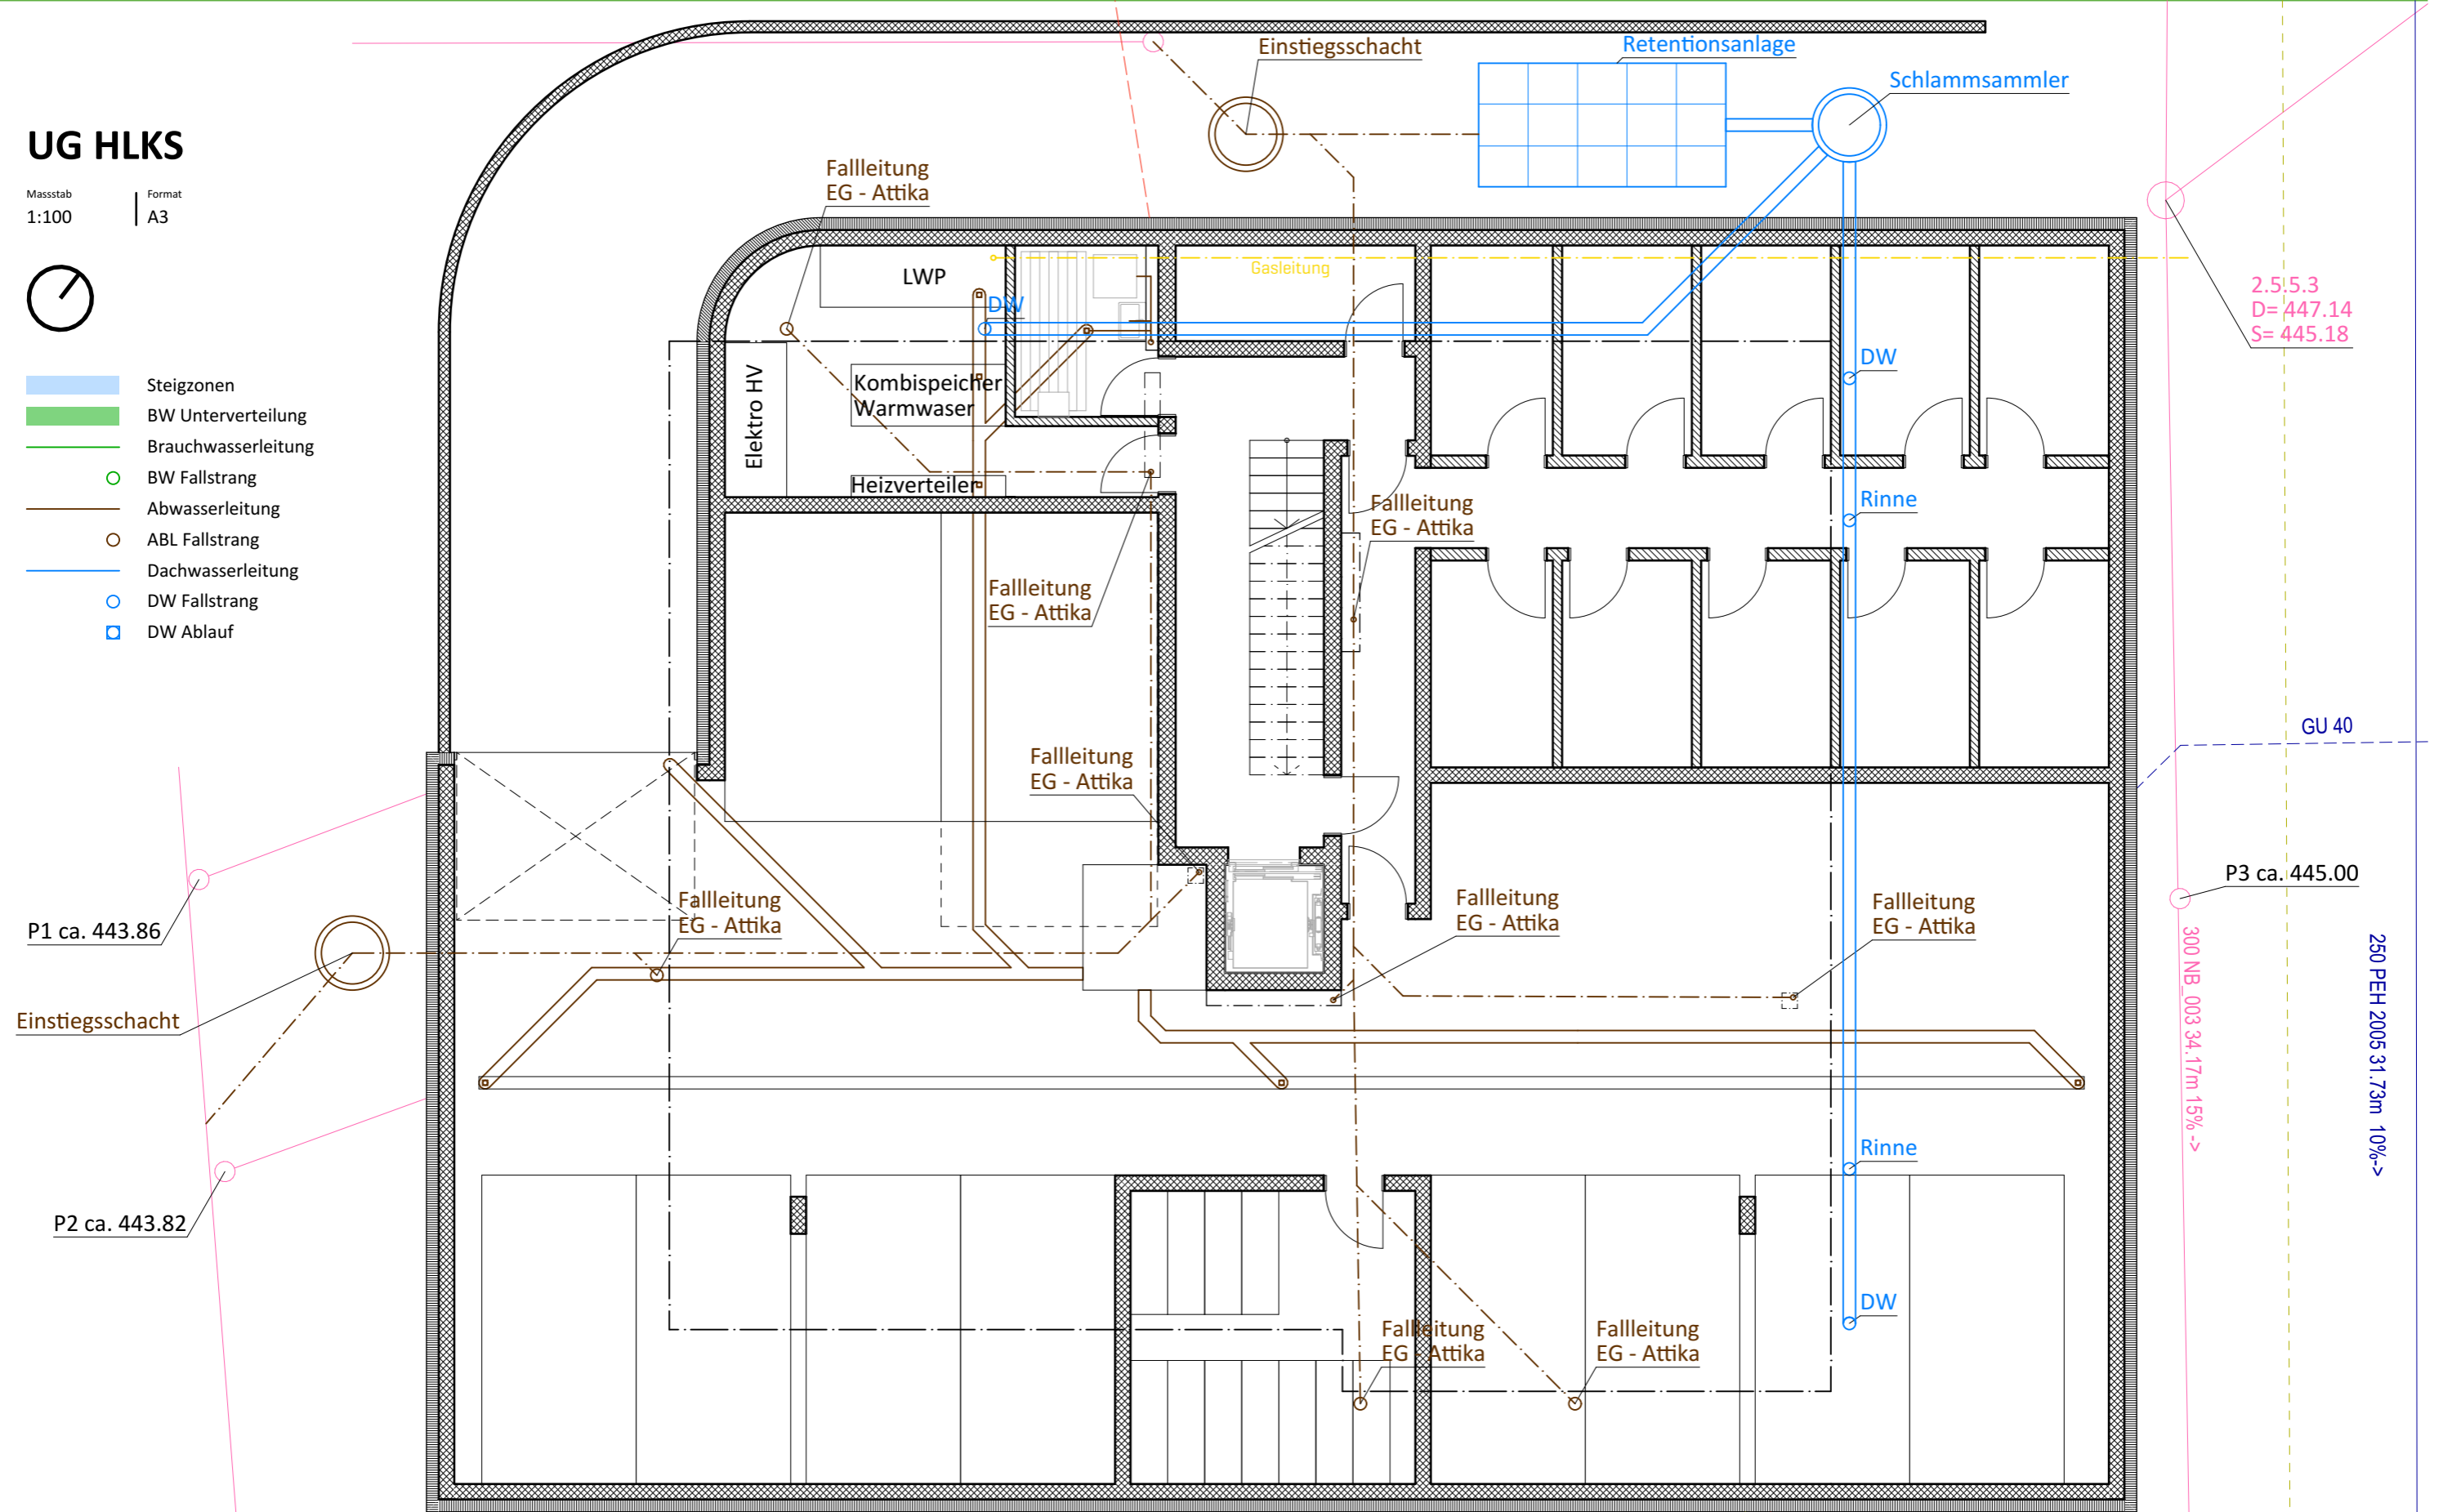 UG HLKS
Massstab
1:100
Format
A3
Steigzonen
BW Unterverteilung
Brauchwasserleitung
BW Fallstrang
Abwasserleitung
ABL Fallstrang
Dachwasserleitung
DW Fallstrang
DW Ablauf
Einstiegsschacht
Retentionsanlage
Schlammsammler
Fallleitung
EG - Attika
LWP
Gasleitung
DW
Elektro HV
Kombispeicher
Warmwaser
Heizverteiler
DW
2.5.5.3
D= 447.14
S= 445.18
Rinne
Fallleitung
EG - Attika
Fallleitung
EG - Attika
Fallleitung
EG - Attika
GU 40
P3 ca. 445.00
P1 ca. 443.86
Fallleitung
EG - Attika
Fallleitung
EG - Attika
Fallleitung
EG - Attika
Einstiegsschacht
300 NB_003 34.17m 15% ->
250 PEH 2005 31.73m 10%->
Rinne
P2 ca. 443.82
DW
Fallleitung
EG - Attika
Fallleitung
EG - Attika